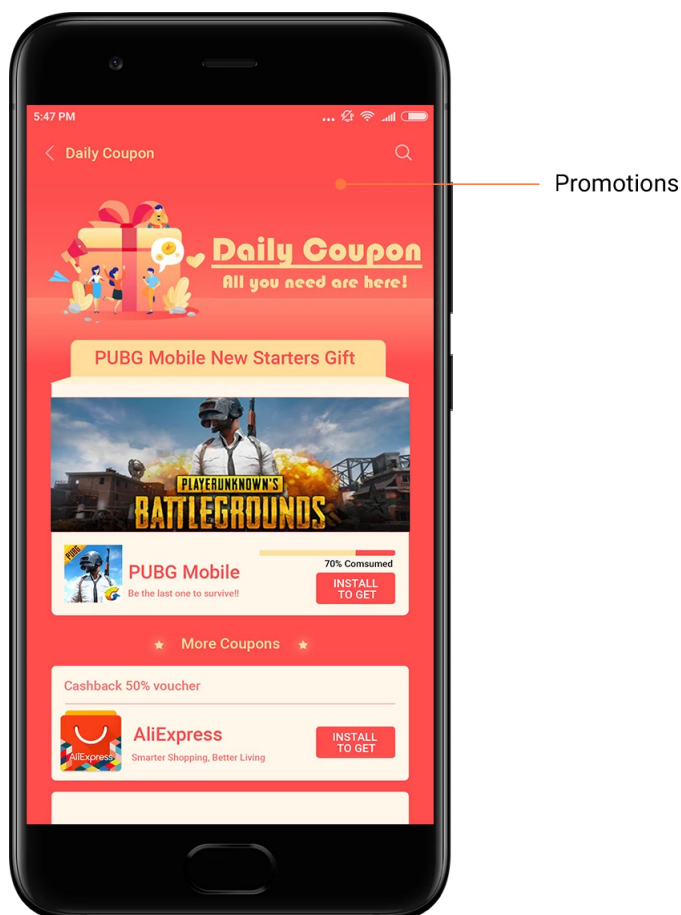 5:47 PM
Daily Coupon
Promotions
Daily Coupon
All you need are here!
PUBG Mobile New Starters Gift
PLAYERUNKNOWN'S
BATTLEGROUNDS
PUBG
70% Comsumed
PUBG Mobile
Be the last one to survive!!
INSTALL
TO GET
More Coupons
Cashback 50% voucher
AliExpress
AliExpress
Smarter Shopping, Better Living
INSTALL
TO GET